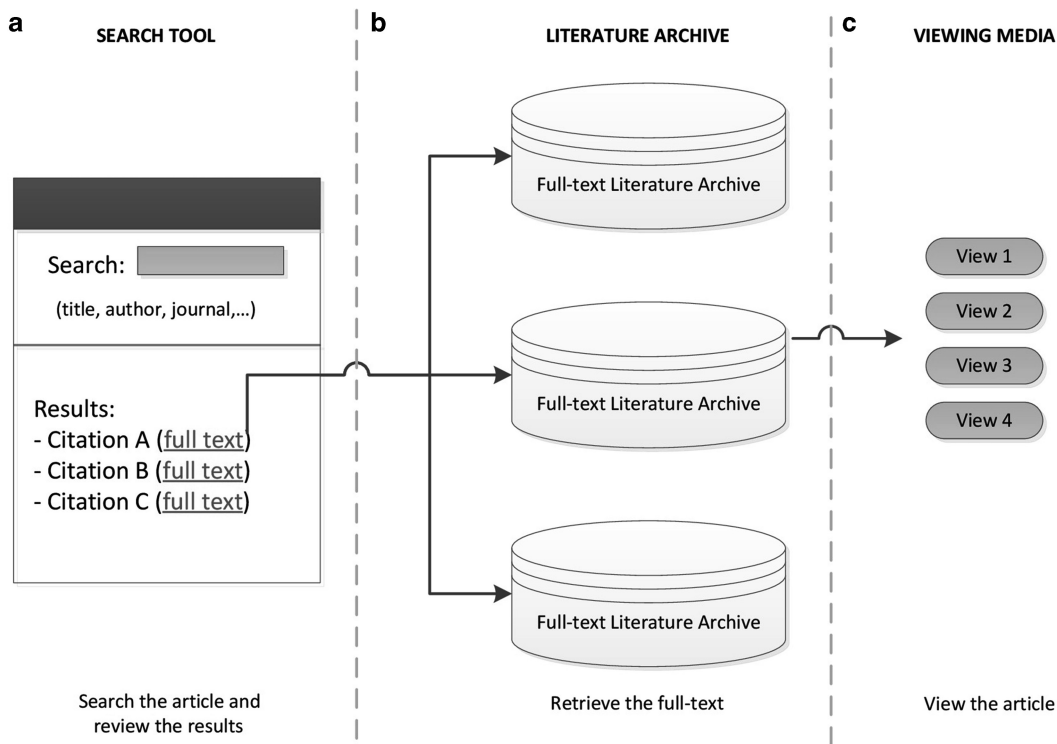 a
SEARCH TOOL
Search:
(title, author, journal,...)
Results:
- Citation A (full text)
- Citation B (full text)
- Citation C (full text)
Search the article and
review the results
b
LITERATURE ARCHIVE
Full-text Literature Archive
Full-text Literature Archive
Full-text Literature Archive
Retrieve the full-text
c
VIEWING MEDIA
View 1
View 2
View 3
View 4
View the article